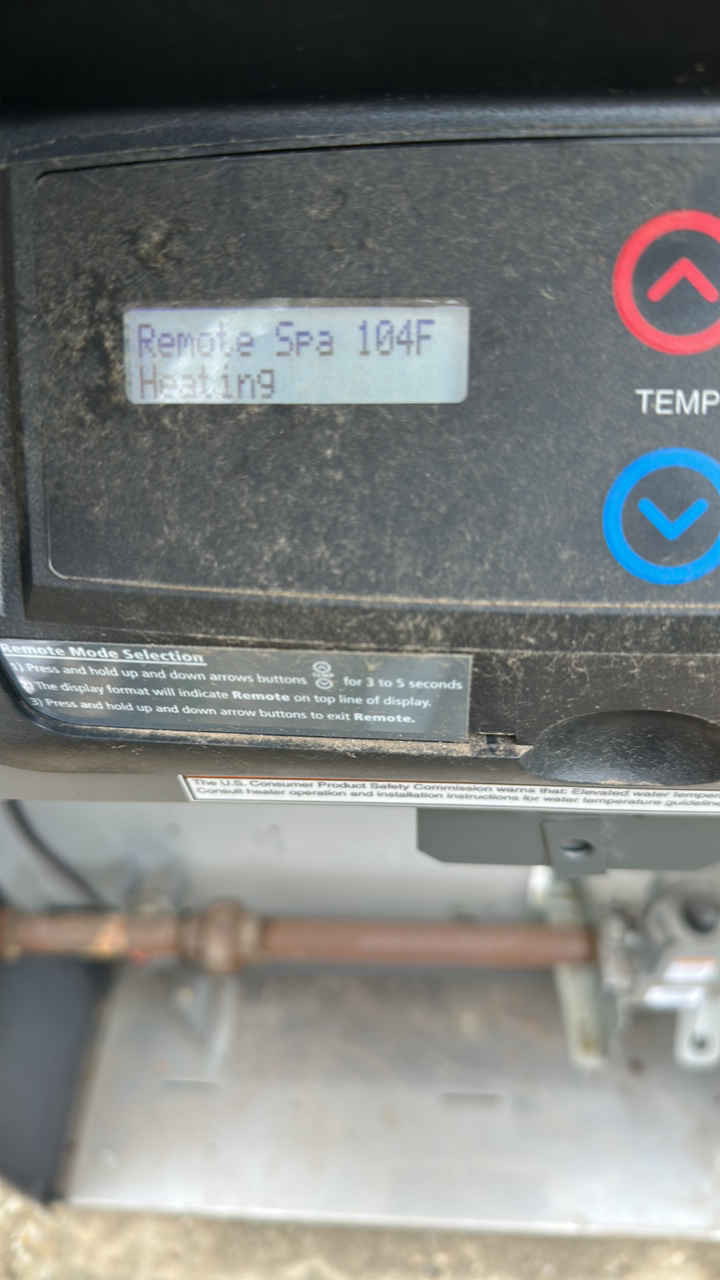 Remote Spa 104F
Heating
TEMP
Remote Mode Selection
1) Press and hold up and down arrows buttons for 3 to 5 seconds
The display format will indicate Remote on top line of display.
3) Press and hold up and down arrow buttons to exit Remote.
The U.S. Consumer Product Safety Commission warns that: Elevated water
Consult heater operation and installation instructions for water temperature